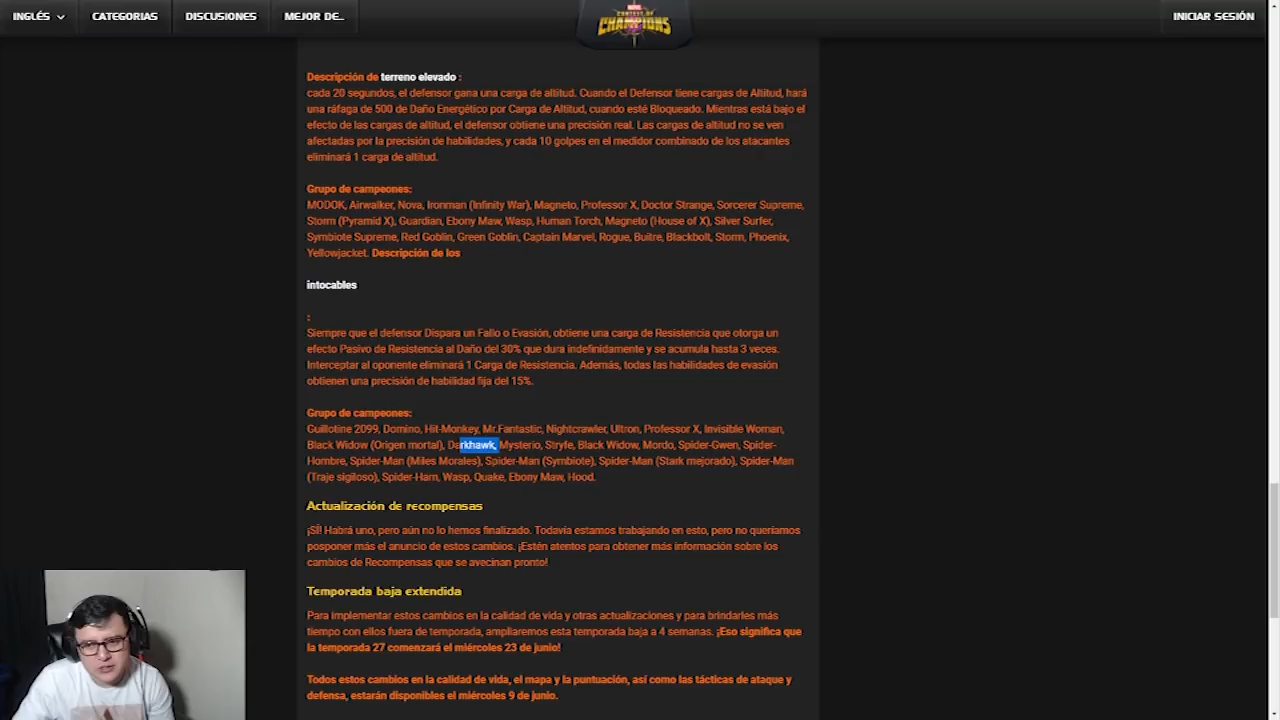 INGLÉS
CATEGORIAS
DISCUSIONES
MEJOR DE...
MARVEL
CONTEST OF
CHAMPIONS
INICIAR SESIÓN
Descripción de terreno elevado :
cada 20 segundos, el defensor gana una carga de altitud. Cuando el Defensor tiene cargas de Altitud, hará
una ráfaga de 500 de Daño Energético por Carga de Altitud, cuando esté Bloqueado. Mientras está bajo el
efecto de las cargas de altitud, el defensor obtiene una precisión real. Las cargas de altitud no se ven
afectadas por la precisión de habilidades, y cada 10 golpes en el medidor combinado de los atacantes
eliminará 1 carga de altitud.
Grupo de campeones:
MODOK, Airwalker, Nova, Ironman (Infinity War), Magneto, Professor X, Doctor Strange, Sorcerer Supreme,
Storm (Pyramid X), Guardian, Ebony Maw, Wasp, Human Torch, Magneto (House of X), Silver Surfer,
Symbiote Supreme, Red Goblin, Green Goblin, Captain Marvel, Rogue, Buitre, Blackbolt, Storm, Phoenix,
Yellowjacket. Descripción de los
intocables
:
Siempre que el defensor Dispara un Fallo o Evasión, obtiene una carga de Resistencia que otorga un
efecto Pasivo de Resistencia al Daño del 30% que dura indefinidamente y se acumula hasta 3 veces.
Interceptar al oponente eliminará 1 Carga de Resistencia. Además, todas las habilidades de evasión
obtienen una precisión de habilidad fija del 15%.
Grupo de campeones:
Guillotine 2099, Domino, Hit-Monkey, Mr.Fantastic, Nightcrawler, Ultron, Professor X, Invisible Woman,
Black Widow (Origen mortal), Darkhawk, Mysterio, Stryfe, Black Widow, Mordo, Spider-Gwen, Spider-
Hombre, Spider-Man (Miles Morales), Spider-Man (Symbiote), Spider-Man (Stark mejorado), Spider-Man
(Traje sigiloso), Spider-Ham, Wasp, Quake, Ebony Maw, Hood.
Actualización de recompensas
¡SÍ! Habrá uno, pero aún no lo hemos finalizado. Todavía estamos trabajando en esto, pero no queríamos
posponer más el anuncio de estos cambios. ¡Estén atentos para obtener más información sobre los
cambios de Recompensas que se avecinan pronto!
Temporada baja extendida
Para implementar estos cambios en la calidad de vida y otras actualizaciones y para brindarles más
tiempo con ellos fuera de temporada, ampliaremos esta temporada baja a 4 semanas. ¡Eso significa que
la temporada 27 comenzará el miércoles 23 de junio!
Todos estos cambios en la calidad de vida, el mapa y la puntuación, así como las tácticas de ataque y
defensa, estarán disponibles el miércoles 9 de junio.